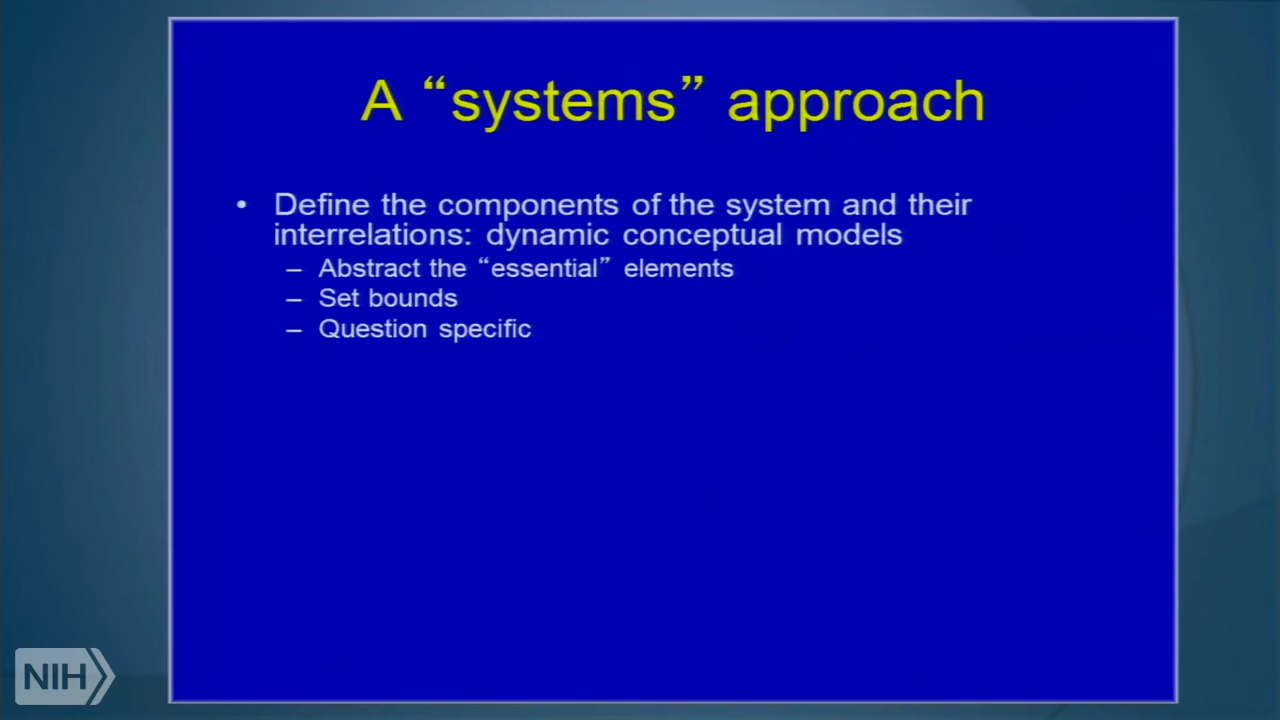 A “systems” approach
• Define the components of the system and their
interrelations: dynamic conceptual models
– Abstract the “essential” elements
– Set bounds
– Question specific
NIH